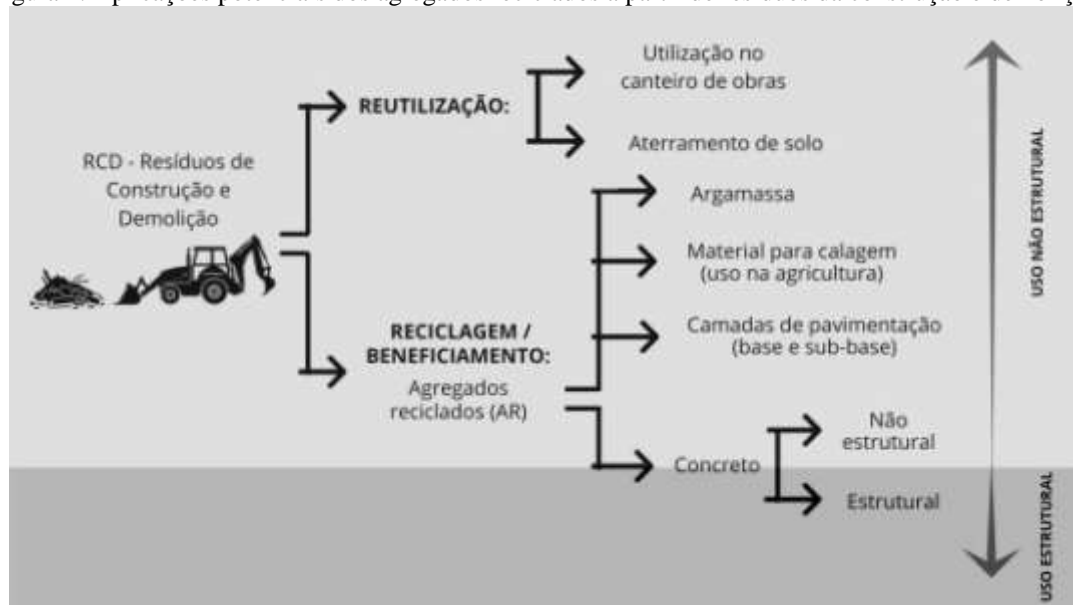 RCD - Resíduos de
Construção e
Demolição
REUTILIZAÇÃO:
Utilização no
canteiro de obras
Aterramento de solo
RECICLAGEM /
BENEFICIAMENTO:
Agregados
reciclados (AR)
Argamassa
Material para calagem
(uso na agricultura)
Camadas de pavimentação
(base e sub-base)
Concreto
Não
estrutural
Estrutural
USO NÃO ESTRUTURAL
USO ESTRUTURAL